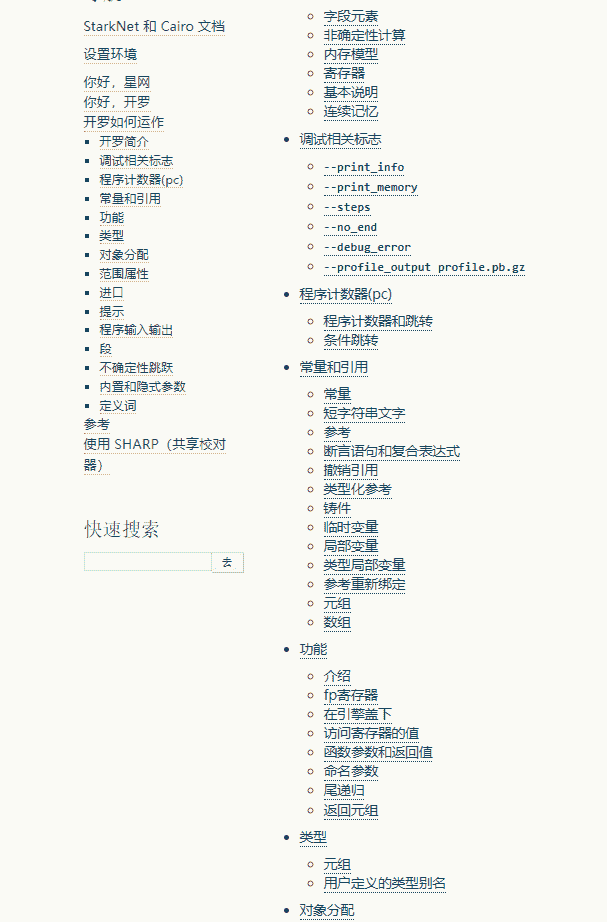 StarkNet 和 Cairo 文档
设置环境
你好，星网
你好，开罗
开罗如何运作
开罗简介
调试相关标志
程序计数器(pc)
常量和引用
功能
类型
对象分配
范围属性
进口
提示
程序输入输出
段
不确定性跳跃
内置和隐式参数
定义词
参考
使用 SHARP（共享校对
器）
快速搜索
去
字段元素
非确定性计算
内存模型
寄存器
基本说明
连续记忆
调试相关标志
--print_info
--print_memory
--steps
--no_end
--debug_error
--profile_output profile.pb.gz
程序计数器(pc)
程序计数器和跳转
条件跳转
常量和引用
常量
短字符串文字
参考
断言语句和复合表达式
撤销引用
类型化参考
铸件
临时变量
局部变量
类型局部变量
参考重新绑定
元组
数组
功能
介绍
fp寄存器
在引擎盖下
访问寄存器的值
函数参数和返回值
命名参数
尾递归
返回元组
类型
元组
用户定义的类型别名
对象分配